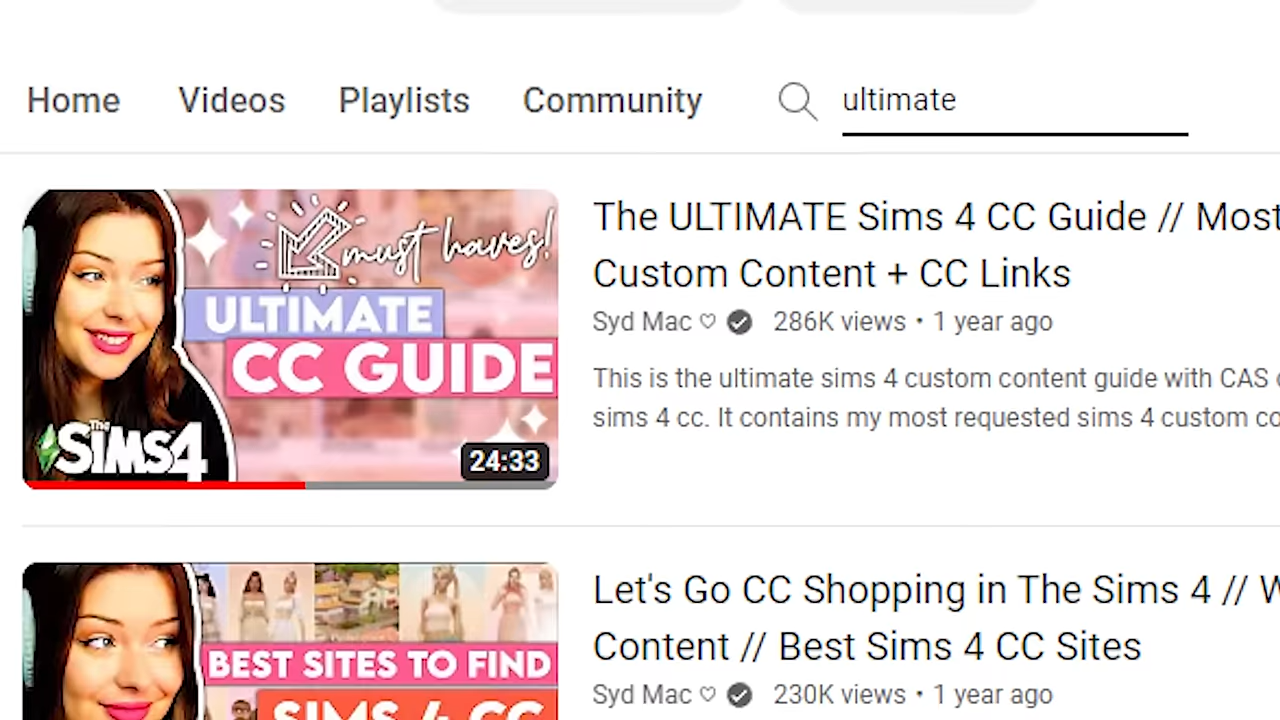 Home Videos Playlists Community ultimate
must haves!
ULTIMATE
CC GUIDE
THE SIMS4
24:33
The ULTIMATE Sims 4 CC Guide // Most
Custom Content + CC Links
Syd Mac ♡ 286K views • 1 year ago
This is the ultimate sims 4 custom content guide with CAS
sims 4 cc. It contains my most requested sims 4 custom co
BEST SITES TO FIND
SIMS 4 CC
Let's Go CC Shopping in The Sims 4 // W
Content // Best Sims 4 CC Sites
Syd Mac ♡ 230K views • 1 year ago